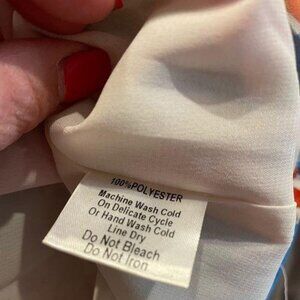 100%POLYESTER
Machine Wash Cold
On Delicate Cycle
Or Hand Wash Cold
Line Dry
Do Not Bleach
Do Not Iron